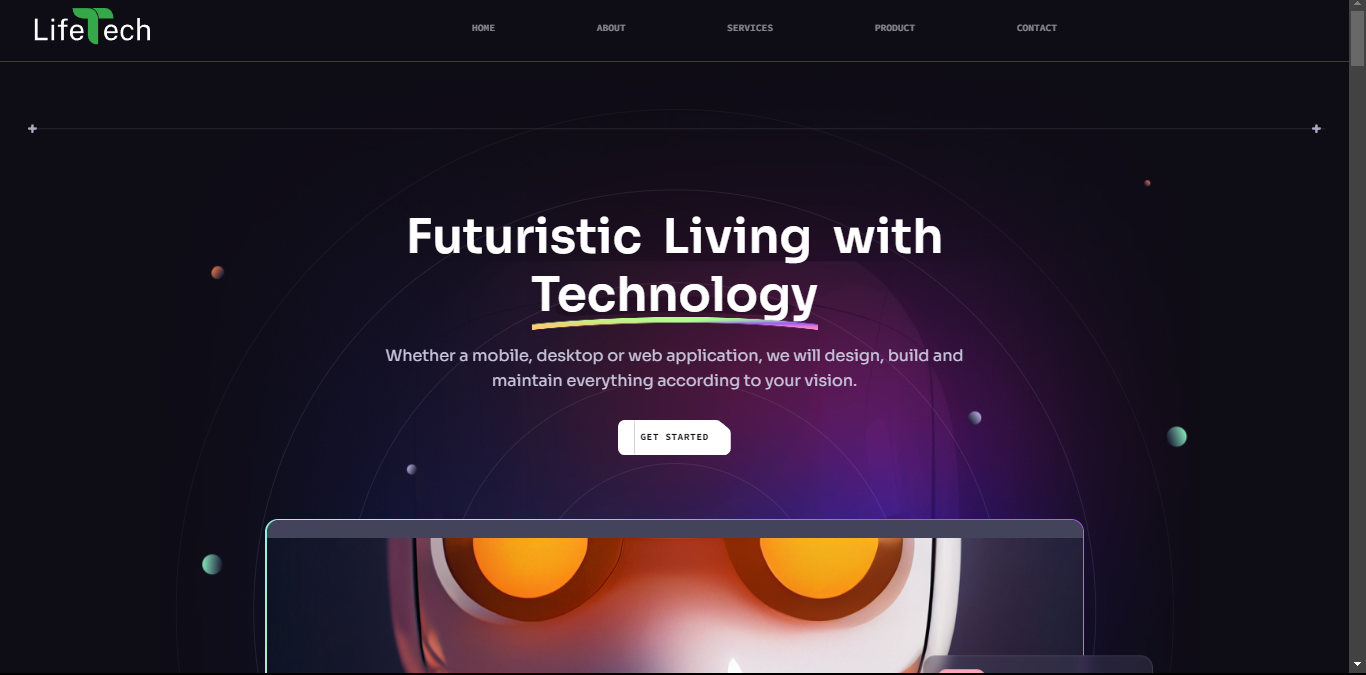 LifeTech
HOME
ABOUT
SERVICES
PRODUCT
CONTACT
Futuristic Living with
Technology
Whether a mobile, desktop or web application, we will design, build and
maintain everything according to your vision.
GET STARTED